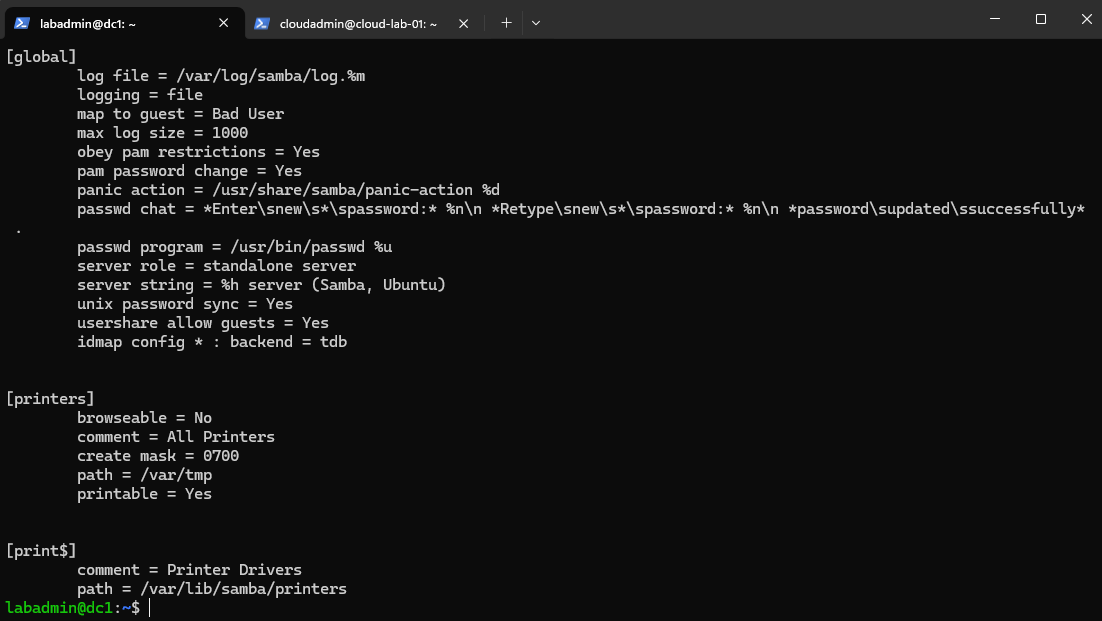 labadmin@dc1: ~
cloudadmin@cloud-lab-01: ~
[global]
log file = /var/log/samba/log.%m
logging = file
map to guest = Bad User
max log size = 1000
obey pam restrictions = Yes
pam password change = Yes
panic action = /usr/share/samba/panic-action %d
passwd chat = *Enter\snew\s*\spassword:* %n\n *Retype\snew\s*\spassword:* %n\n *password\supdated\ssuccessfully*
.
passwd program = /usr/bin/passwd %u
server role = standalone server
server string = %h server (Samba, Ubuntu)
unix password sync = Yes
usershare allow guests = Yes
idmap config * : backend = tdb
[printers]
browseable = No
comment = All Printers
create mask = 0700
path = /var/tmp
printable = Yes
[print$]
comment = Printer Drivers
path = /var/lib/samba/printers
labadmin@dc1:~$